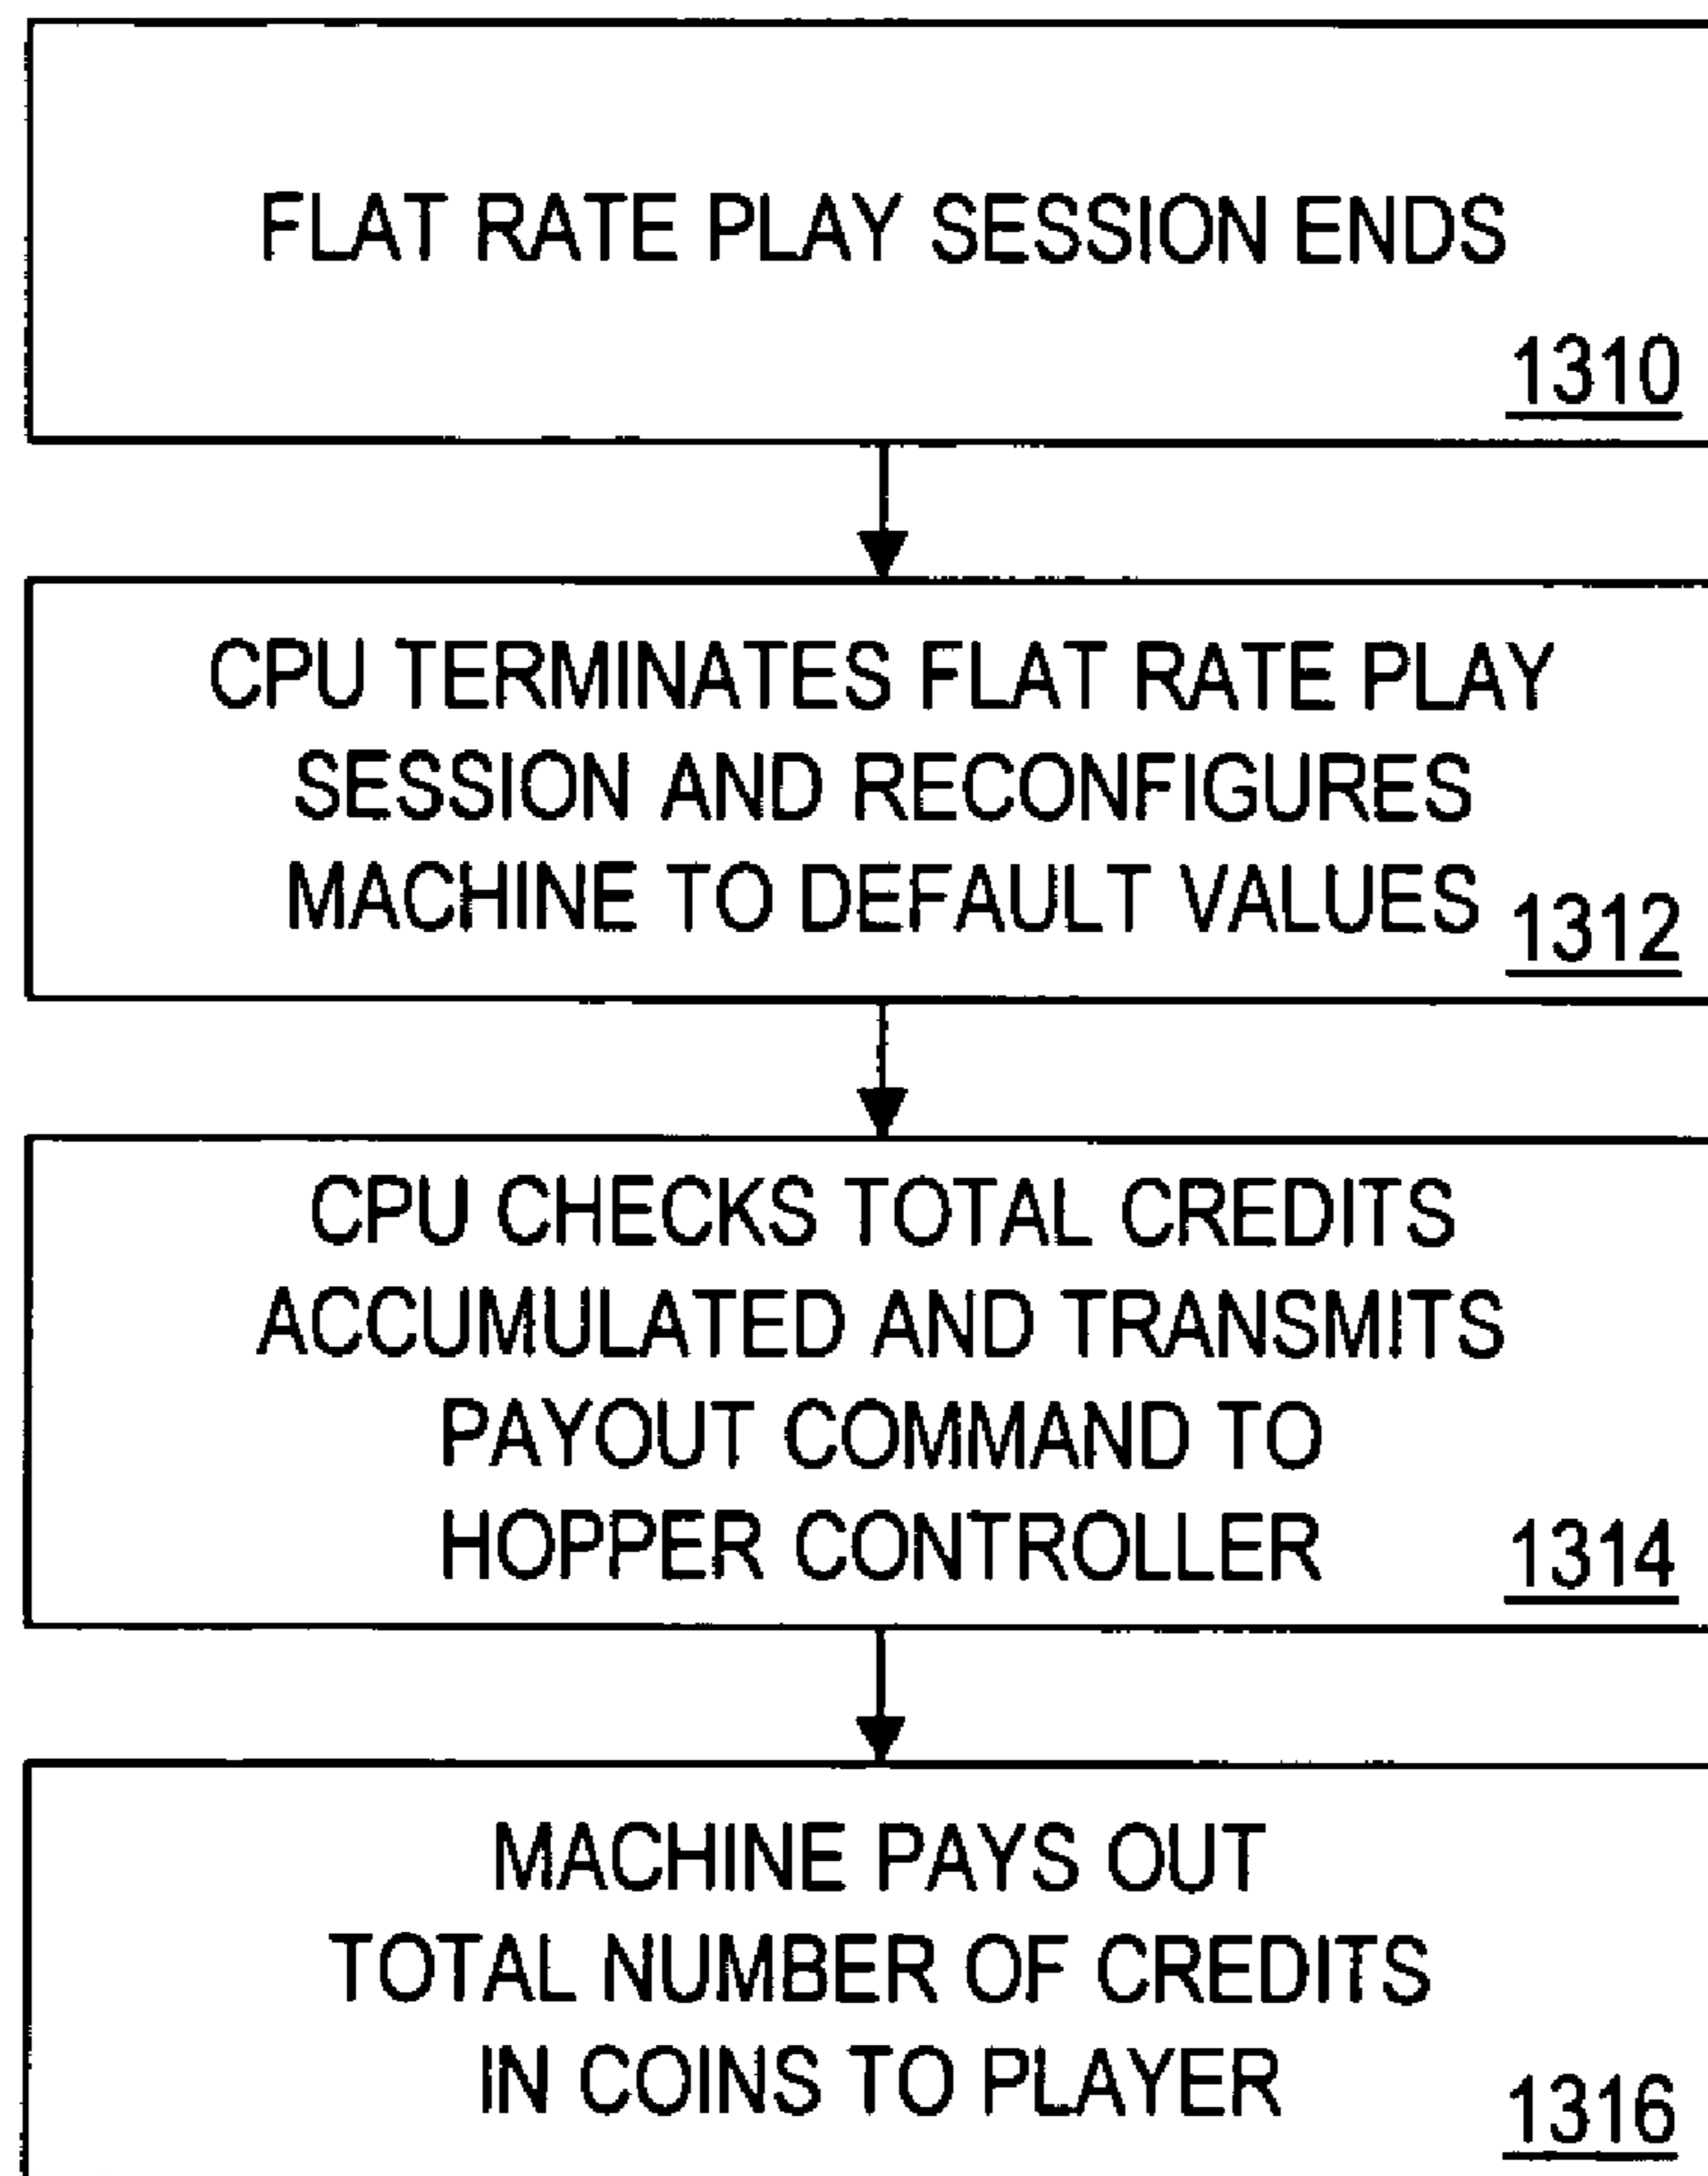 FLAT RATE PLAY SESSION ENDS
1310
CPU TERMINATES FLAT RATE PLAY
SESSION AND RECONFIGURES
MACHINE TO DEFAULT VALUES
1312
CPU CHECKS TOTAL CREDITS
ACCUMULATED AND TRANSMITS
PAYOUT COMMAND TO
HOPPER CONTROLLER
1314
MACHINE PAYS OUT
TOTAL NUMBER OF CREDITS
IN COINS TO PLAYER
1316